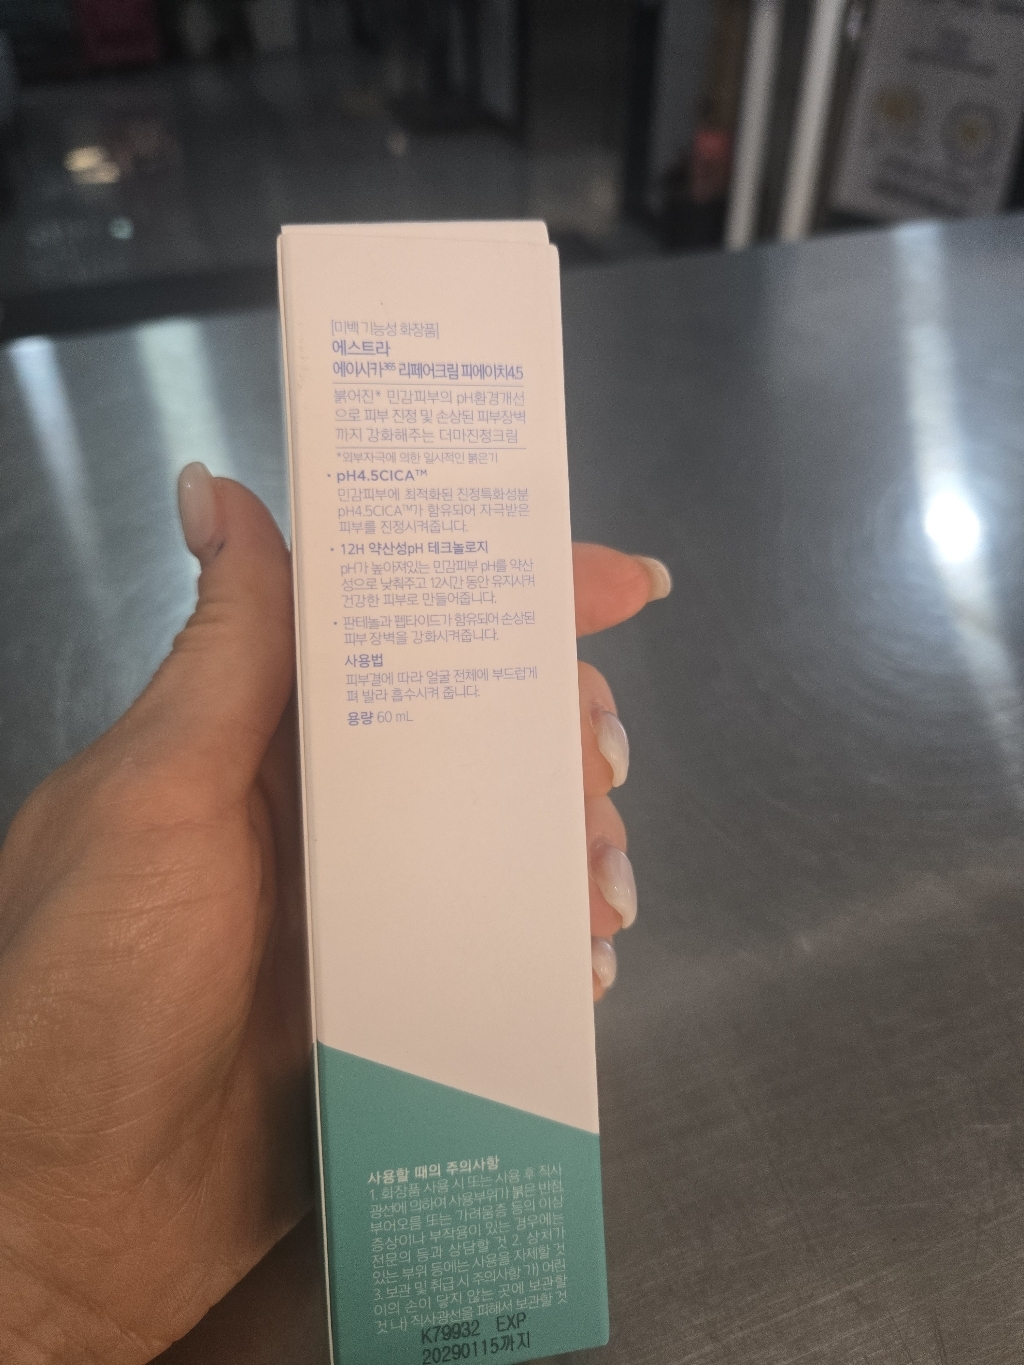 [미백 기능성 화장품]
에스트라
에이시카365 리페어크림 피에이치4.5
붉어진* 민감피부의 pH환경개선
으로 피부 진정 및 손상된 피부장벽
까지 강화해주는 더마진정크림
*외부자극에 의한 일시적인 붉은기
• pH4.5CICA™
민감피부에 최적화된 진정특화성분
pH4.5CICA™가 함유되어 자극받은
피부를 진정시켜줍니다.
• 12H 약산성pH 테크놀로지
pH가 높아져있는 민감피부 pH를 약산
성으로 낮춰주고 12시간 동안 유지시켜
건강한 피부로 만들어줍니다.
• 판테놀과 펩타이드가 함유되어 손상된
피부 장벽을 강화시켜줍니다.
사용법
피부결에 따라 얼굴 전체에 부드럽게
펴 발라 흡수시켜 줍니다.
용량 60 mL
사용할 때의 주의사항
1. 화장품 사용 시 또는 사용 후 직사
광선에 의하여 사용부위가 붉은 반점,
부어오름 또는 가려움증 등의 이상
증상이나 부작용이 있는 경우에는
전문의 등과 상담할 것 2. 상처가
있는 부위 등에는 사용을 자제할 것
3. 보관 및 취급 시 주의사항 가) 어린
이의 손이 닿지 않는 곳에 보관할
것 나) 직사광선을 피해서 보관할 것
K79932 EXP
20290115까지